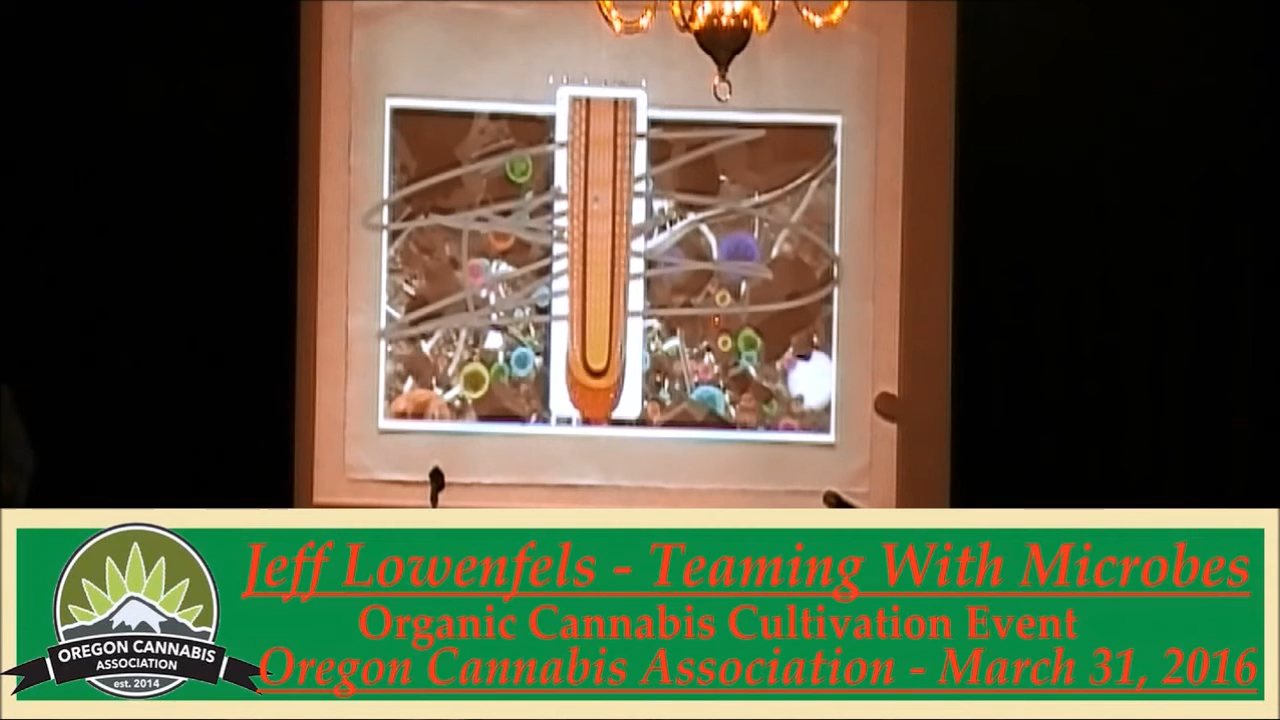 Jeff Lowenfels - Teaming With Microbes
Organic Cannabis Cultivation Event
Oregon Cannabis Association - March 31, 2016
OREGON CANNABIS
ASSOCIATION
est. 2014